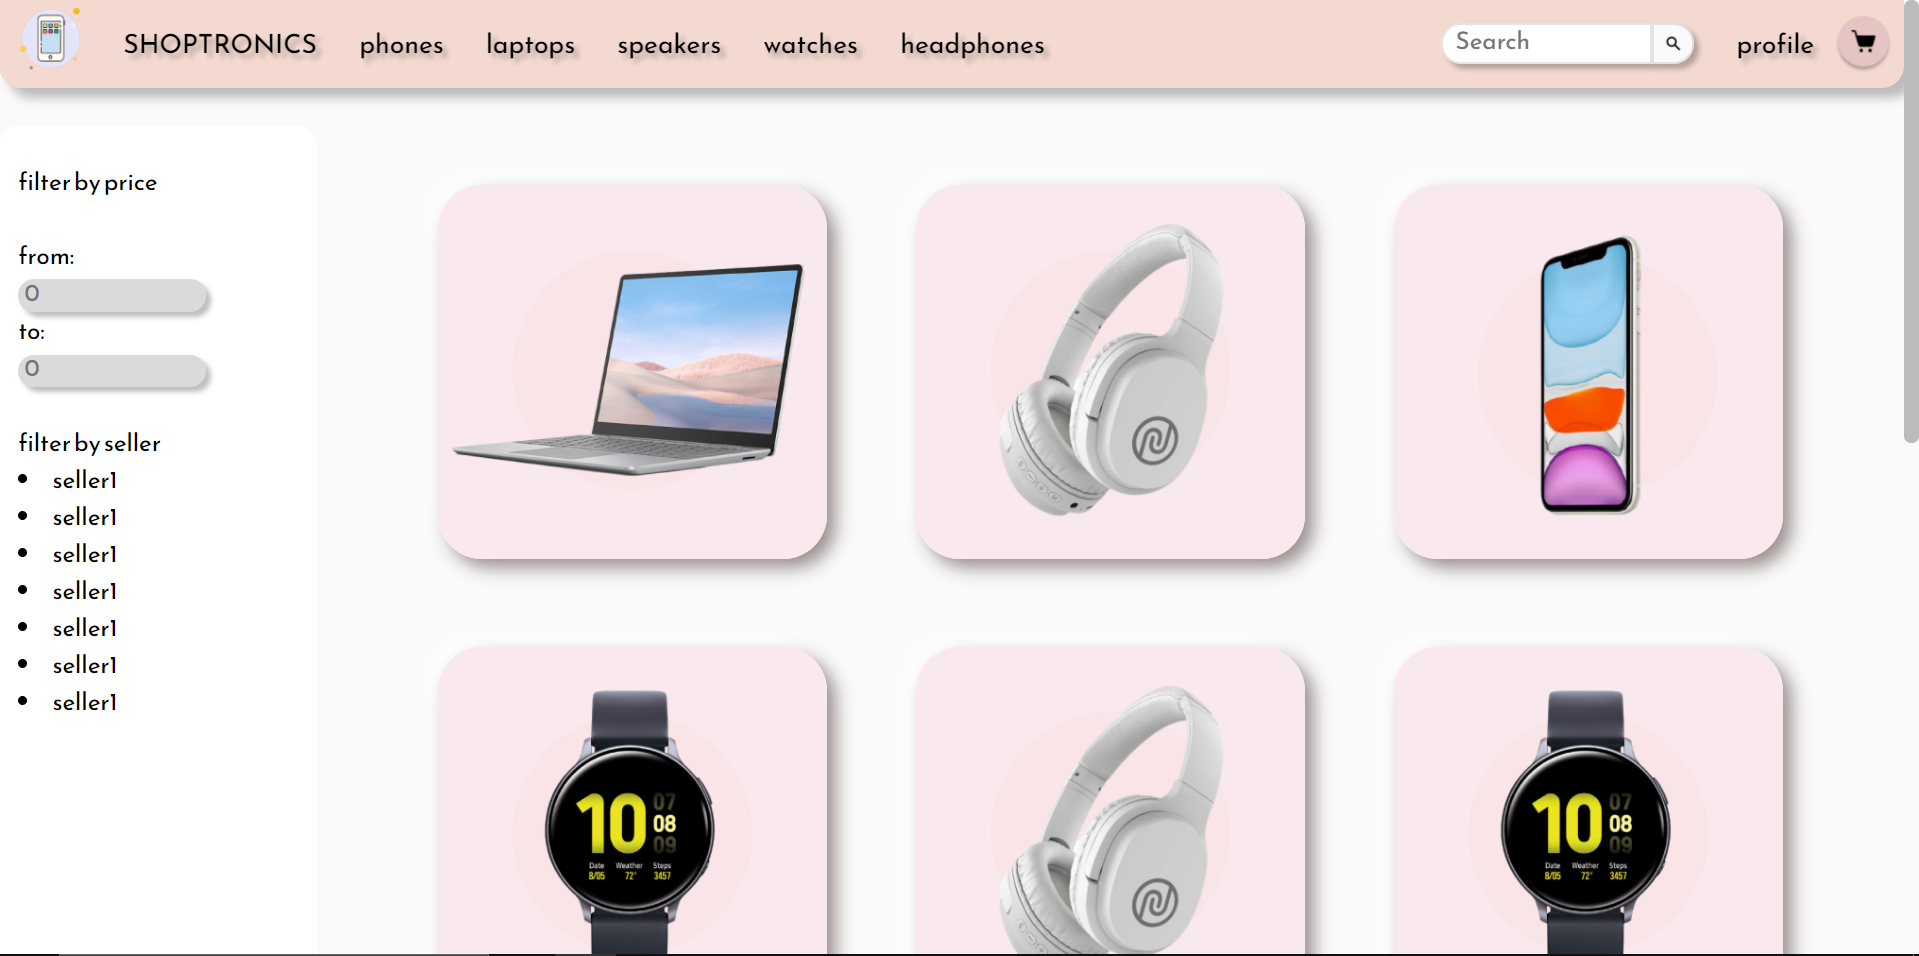 SHOPTRONICS phones laptops speakers watches headphones Search profile
filter by price
from:
0
to:
0
filter by seller
seller1
seller1
seller1
seller1
seller1
seller1
seller1
10 07 08 09
Date Weather Steps
8/05 72° 3457
10 07 08 09
Date Weather Steps
8/05 72° 3457